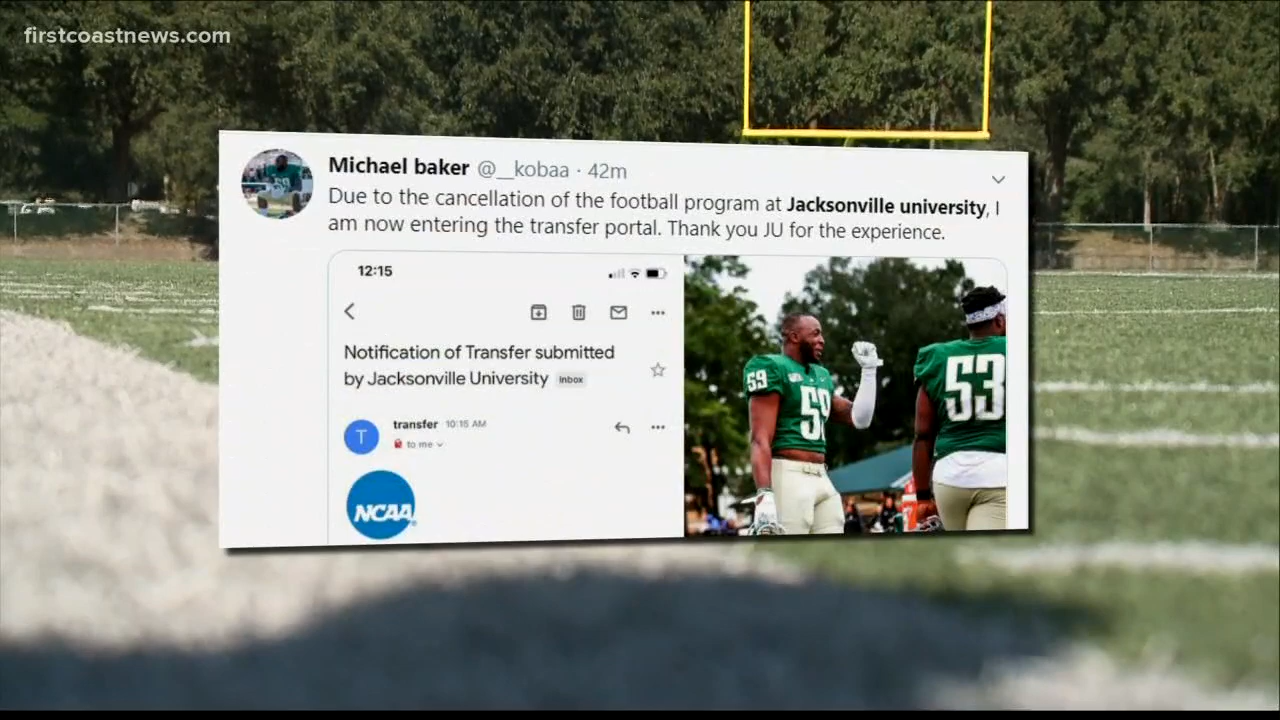 firstcoastnews.com
Michael baker @__kobaa · 42m
Due to the cancellation of the football program at Jacksonville university, I
am now entering the transfer portal. Thank you JU for the experience.
12:15
Notification of Transfer submitted
by Jacksonville University Inbox
T
transfer 10:15 AM
to me
NCAA
59
59
53